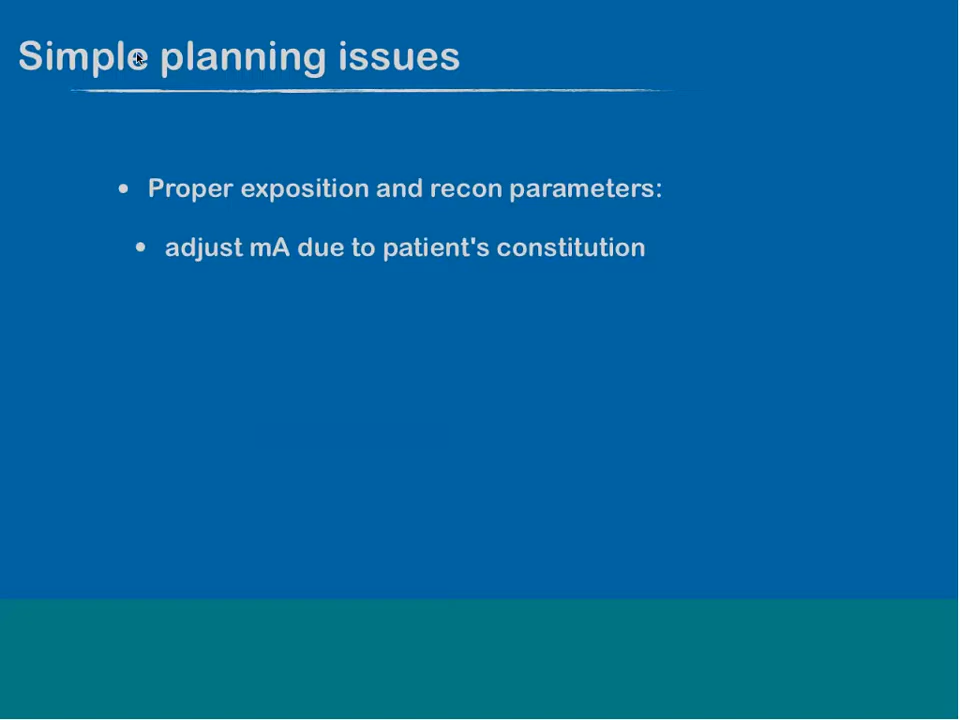 Simple planning issues
• Proper exposition and recon parameters:
• adjust mA due to patient's constitution